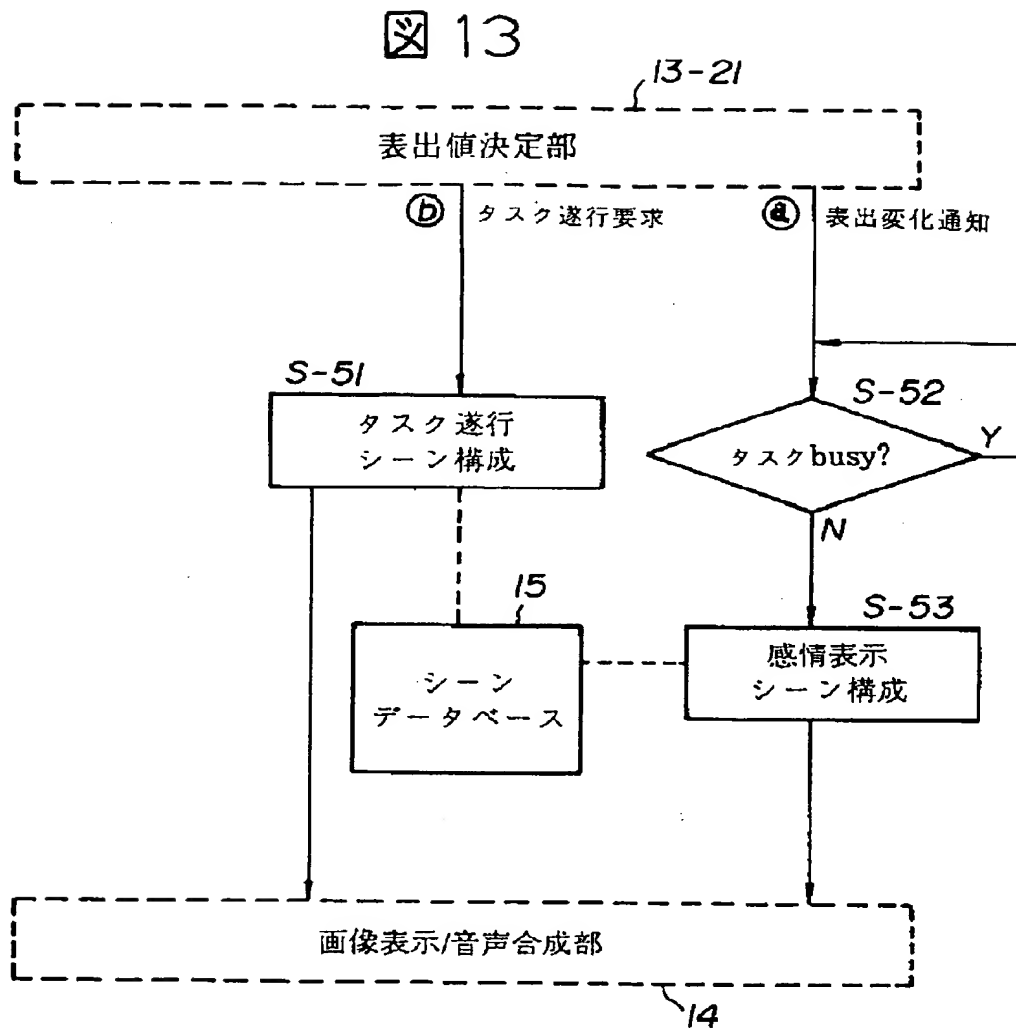 図 13
13-21
表出値決定部
ⓑ タスク遂行要求
ⓐ 表出変化通知
S-51
タスク遂行
シーン構成
S-52
タスクbusy?
Y
N
15
シーン
データベース
S-53
感情表示
シーン構成
画像表示/音声合成部
14